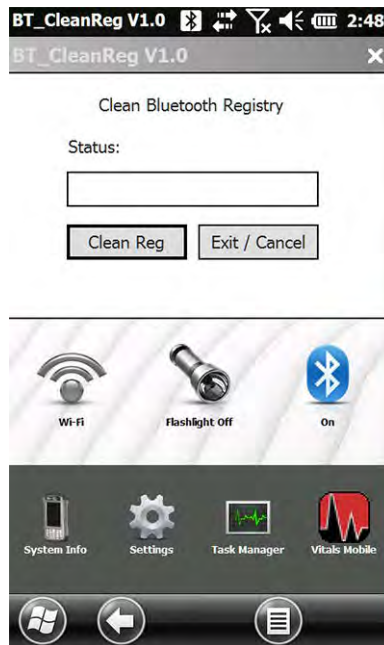 BT_CleanReg V1.0 2:48
BT_CleanReg V1.0
Clean Bluetooth Registry
Status:
Clean Reg Exit / Cancel
Wi-Fi Flashlight Off On
System Info Settings Task Manager Vitals Mobile